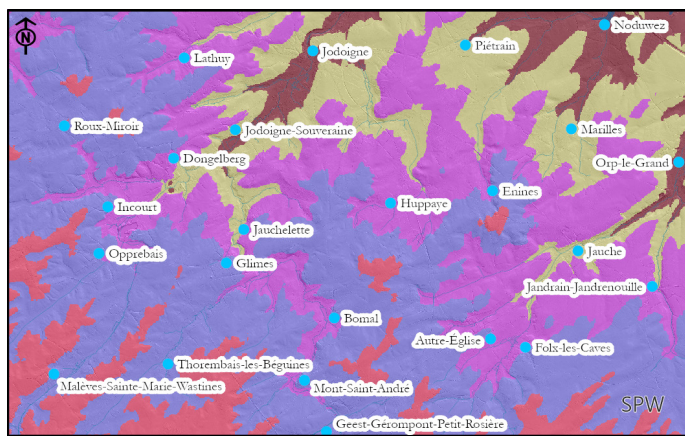 N
Noduwez
Piétrain
Jodoigne
Lathuy
Roux-Miroir
Jodoigne-Souveraine
Marilles
Dongelberg
Orp-le-Grand
Enines
Huppaye
Incourt
Jauchelette
Opprebais
Glimes
Jauche
Jandrain-Jandrenouille
Bomal
Autre-Église
Folx-les-Caves
Thorembais-les-Béguines
Malèves-Sainte-Marie-Wastines
Mont-Saint-André
SPW
Geest-Gérompont-Petit-Rosière